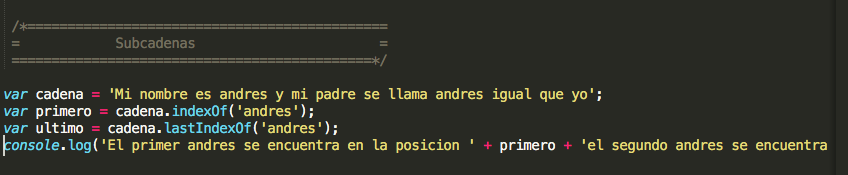 /*=============================================
=            Subcadenas                       =
=============================================*/
var cadena = 'Mi nombre es andres y mi padre se llama andres igual que yo';
var primero = cadena.indexOf('andres');
var ultimo = cadena.lastIndexOf('andres');
console.log('El primer andres se encuentra en la posicion ' + primero + 'el segundo andres se encuentra